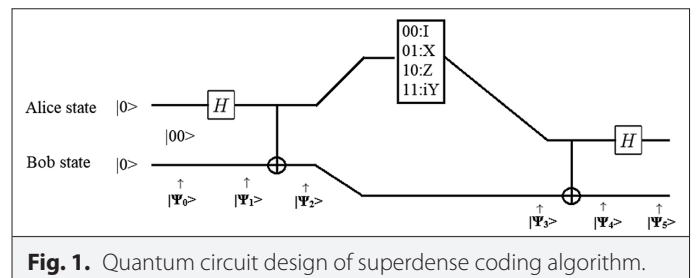 00:I
01:X
10:Z
11:iY
Alice state |0> H
|00>
H
Bob state |0>
↑ ↑ ↑ ↑ ↑ ↑
|Ψ₀> |Ψ₁> |Ψ₂> |Ψ₃> |Ψ₄> |Ψ₅>
Fig. 1. Quantum circuit design of superdense coding algorithm.